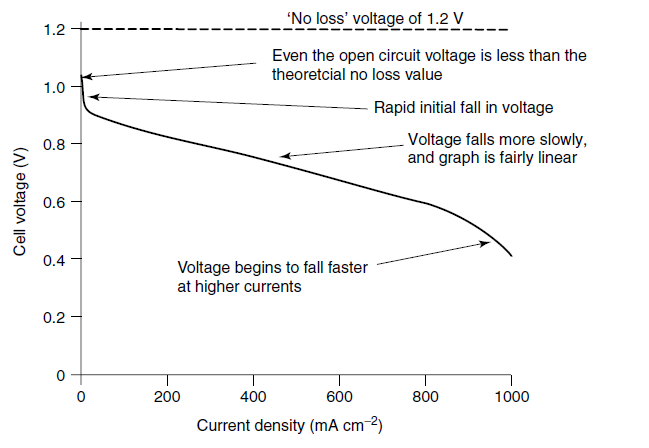 'No loss' voltage of 1.2 V
1.2
Even the open circuit voltage is less than the
theoretcial no loss value
1.0
Rapid initial fall in voltage
0.8
Voltage falls more slowly,
and graph is fairly linear
Cell voltage (V)
0.6
0.4
Voltage begins to fall faster
at higher currents
0.2
0
0 200 400 600 800 1000
Current density (mA cm⁻²)